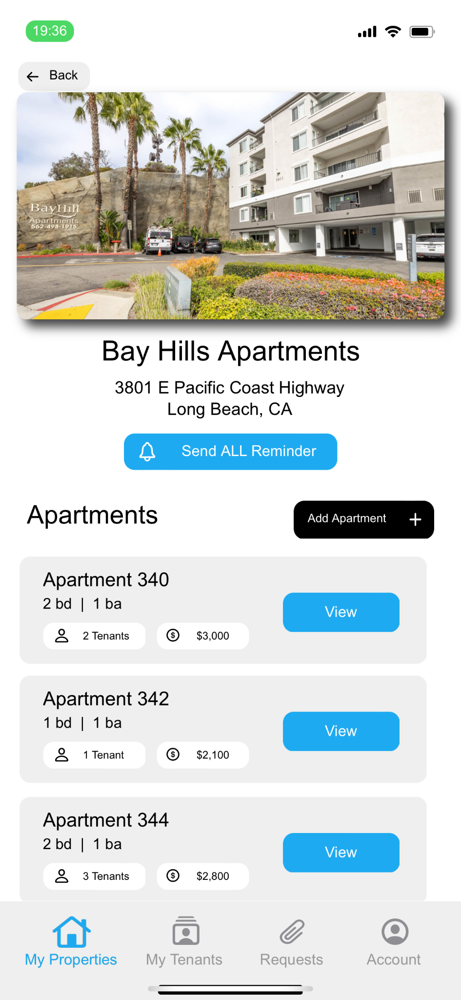 19:36
Back
3801
BayHill
Apartments
562-498-1915
Bay Hills Apartments
3801 E Pacific Coast Highway
Long Beach, CA
Send ALL Reminder
Apartments
Add Apartment
Apartment 340
2 bd | 1 ba
View
2 Tenants
$3,000
Apartment 342
1 bd | 1 ba
View
1 Tenant
$2,100
Apartment 344
2 bd | 1 ba
View
3 Tenants
$2,800
My Properties
My Tenants
Requests
Account